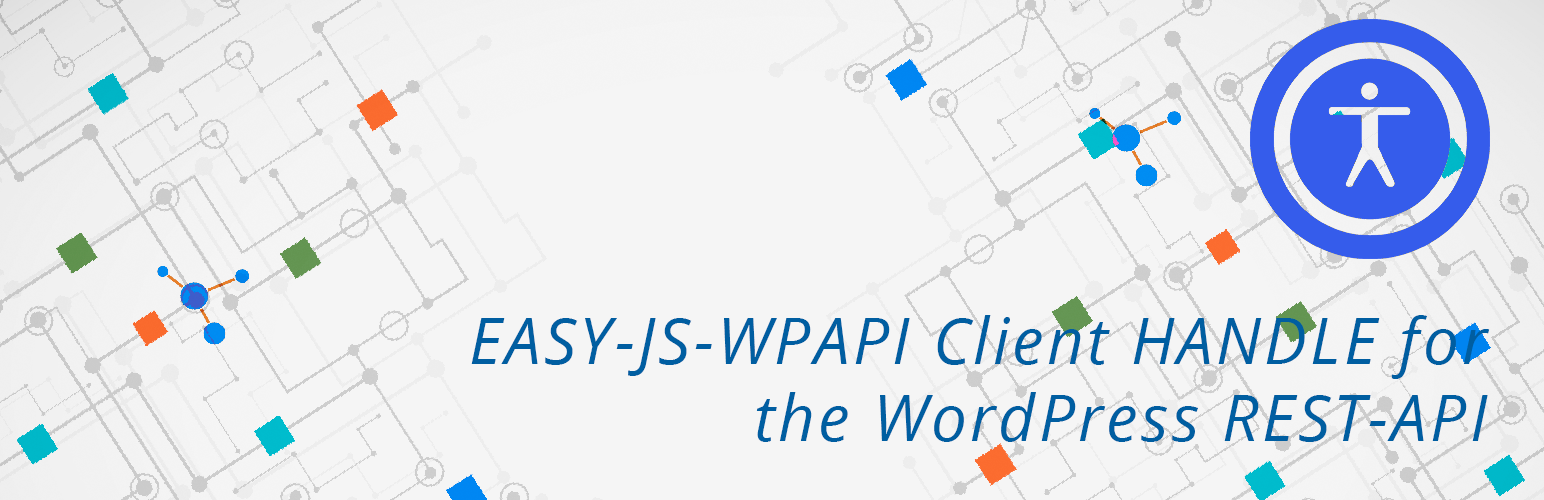 EASY-JS-WPAPI Client HANDLE for
the WordPress REST-API